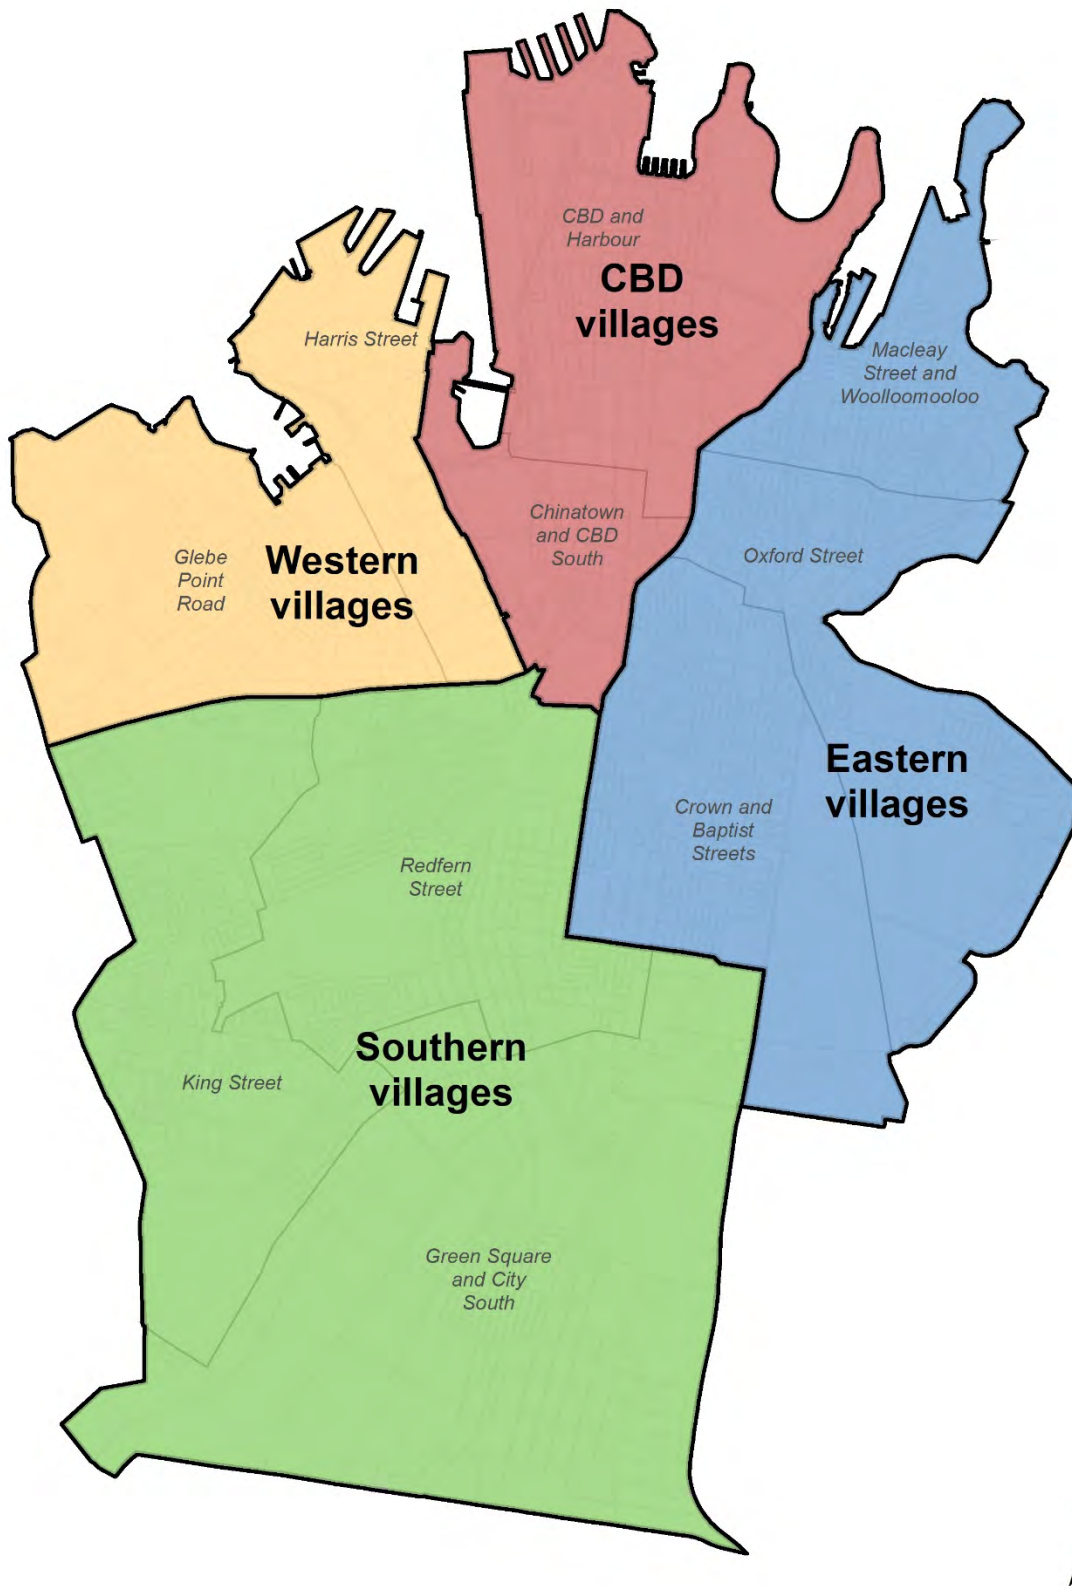 CBD and
Harbour
CBD
villages
Harris Street
Macleay
Street and
Woolloomooloo
Chinatown
and CBD
South
Oxford Street
Glebe
Point
Road
Western
villages
Eastern
villages
Crown and
Baptist
Streets
Redfern
Street
Southern
villages
King Street
Green Square
and City
South